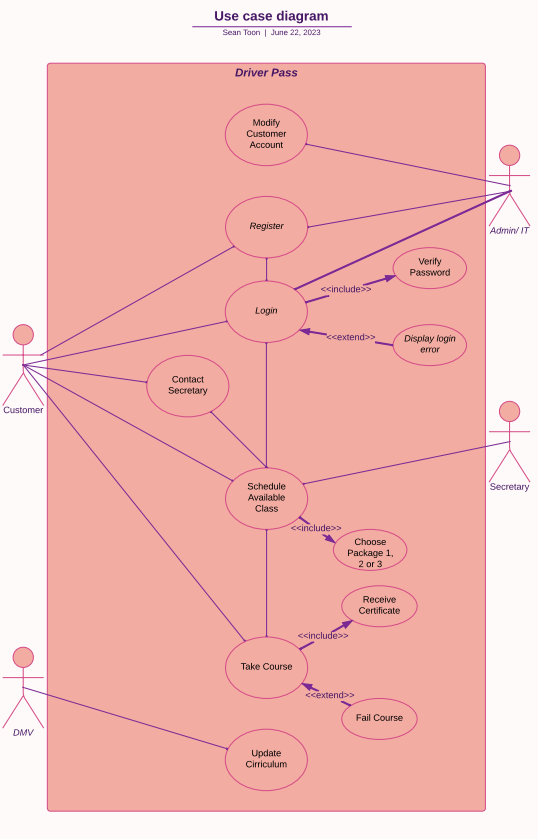 Use case diagram
Sean Toon | June 22, 2023
Driver Pass
Modify
Customer
Account
Register
Admin/ IT
Verify
Password
<<include>>
Login
<<extend>>
Display login
error
Customer
Contact
Secretary
Secretary
Schedule
Available
Class
<<include>>
Choose
Package 1,
2 or 3
Receive
Certificate
<<include>>
Take Course
<<extend>>
Fail Course
DMV
Update
Cirriculum